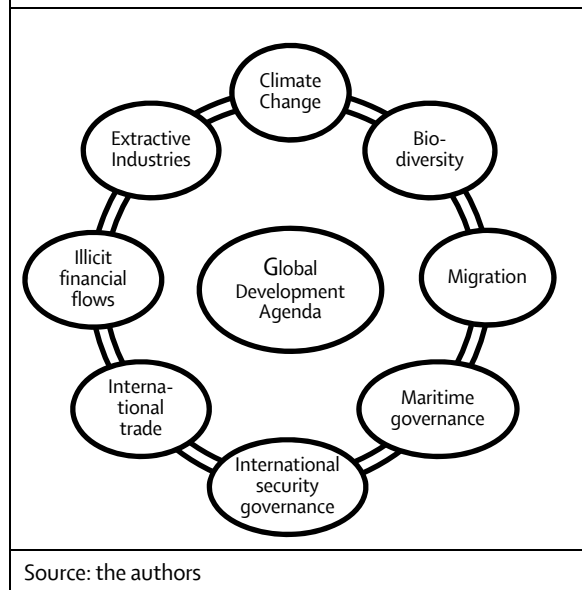 Climate
Change
Extractive
Industries
Bio-
diversity
Illicit
financial
flows
Global
Development
Agenda
Migration
Interna-
tional
trade
Maritime
governance
International
security
governance
Source: the authors